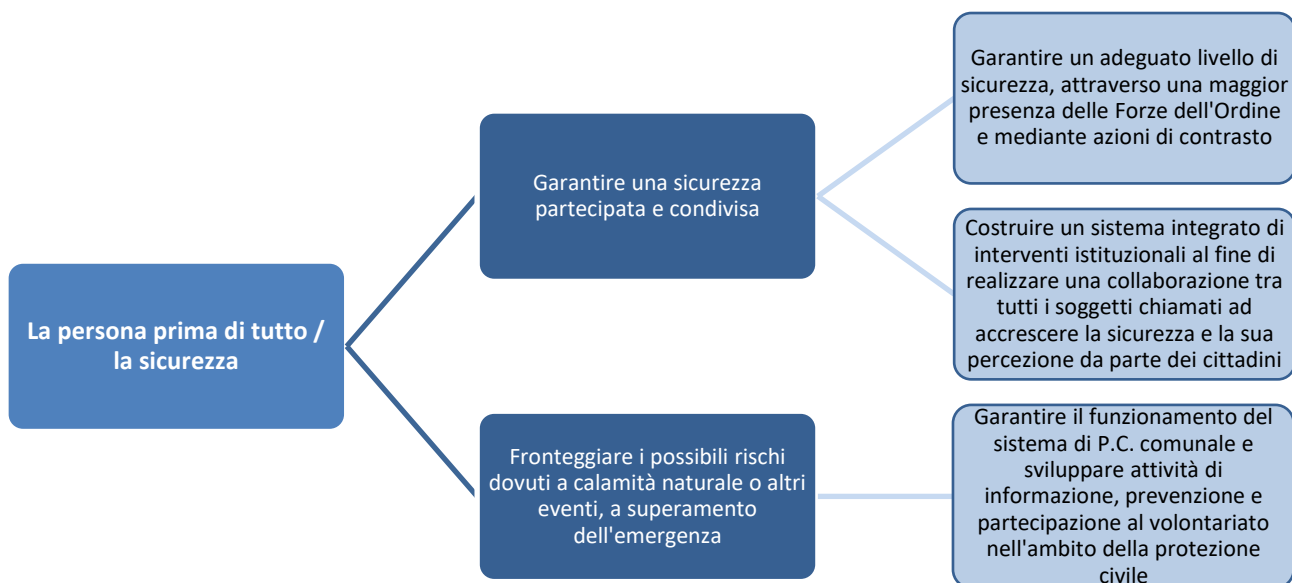 La persona prima di tutto /
la sicurezza
Garantire una sicurezza
partecipata e condivisa
Garantire un adeguato livello di
sicurezza, attraverso una maggior
presenza delle Forze dell'Ordine
e mediante azioni di contrasto
Costruire un sistema integrato di
interventi istituzionali al fine di
realizzare una collaborazione tra
tutti i soggetti chiamati ad
accrescere la sicurezza e la sua
percezione da parte dei cittadini
Fronteggiare i possibili rischi
dovuti a calamità naturale o altri
eventi, a superamento
dell'emergenza
Garantire il funzionamento del
sistema di P.C. comunale e
sviluppare attività di
informazione, prevenzione e
partecipazione al volontariato
nell'ambito della protezione
civile